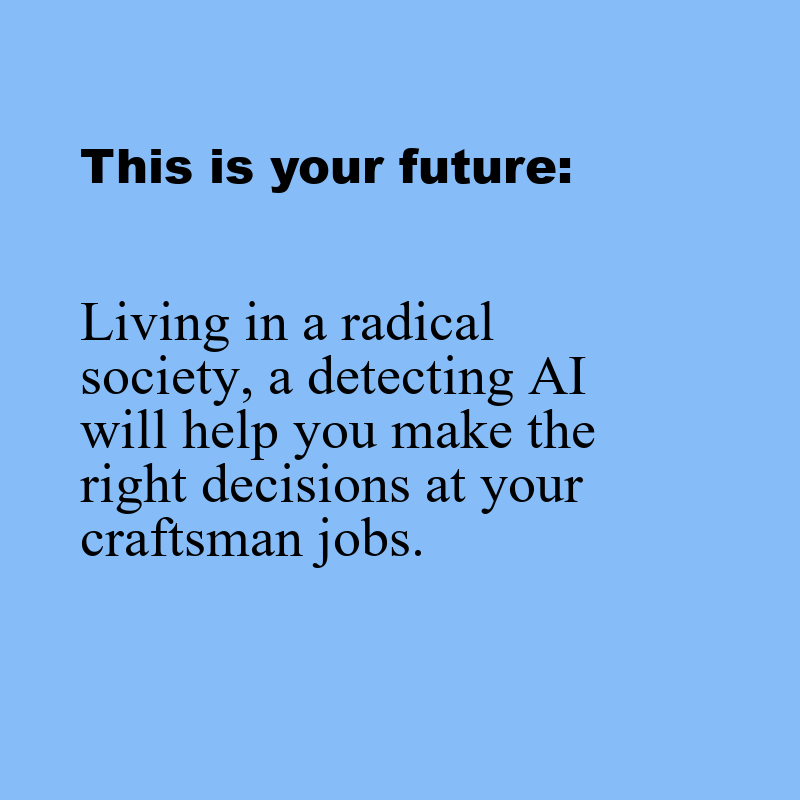 This is your future:
Living in a radical
society, a detecting AI
will help you make the
right decisions at your
craftsman jobs.